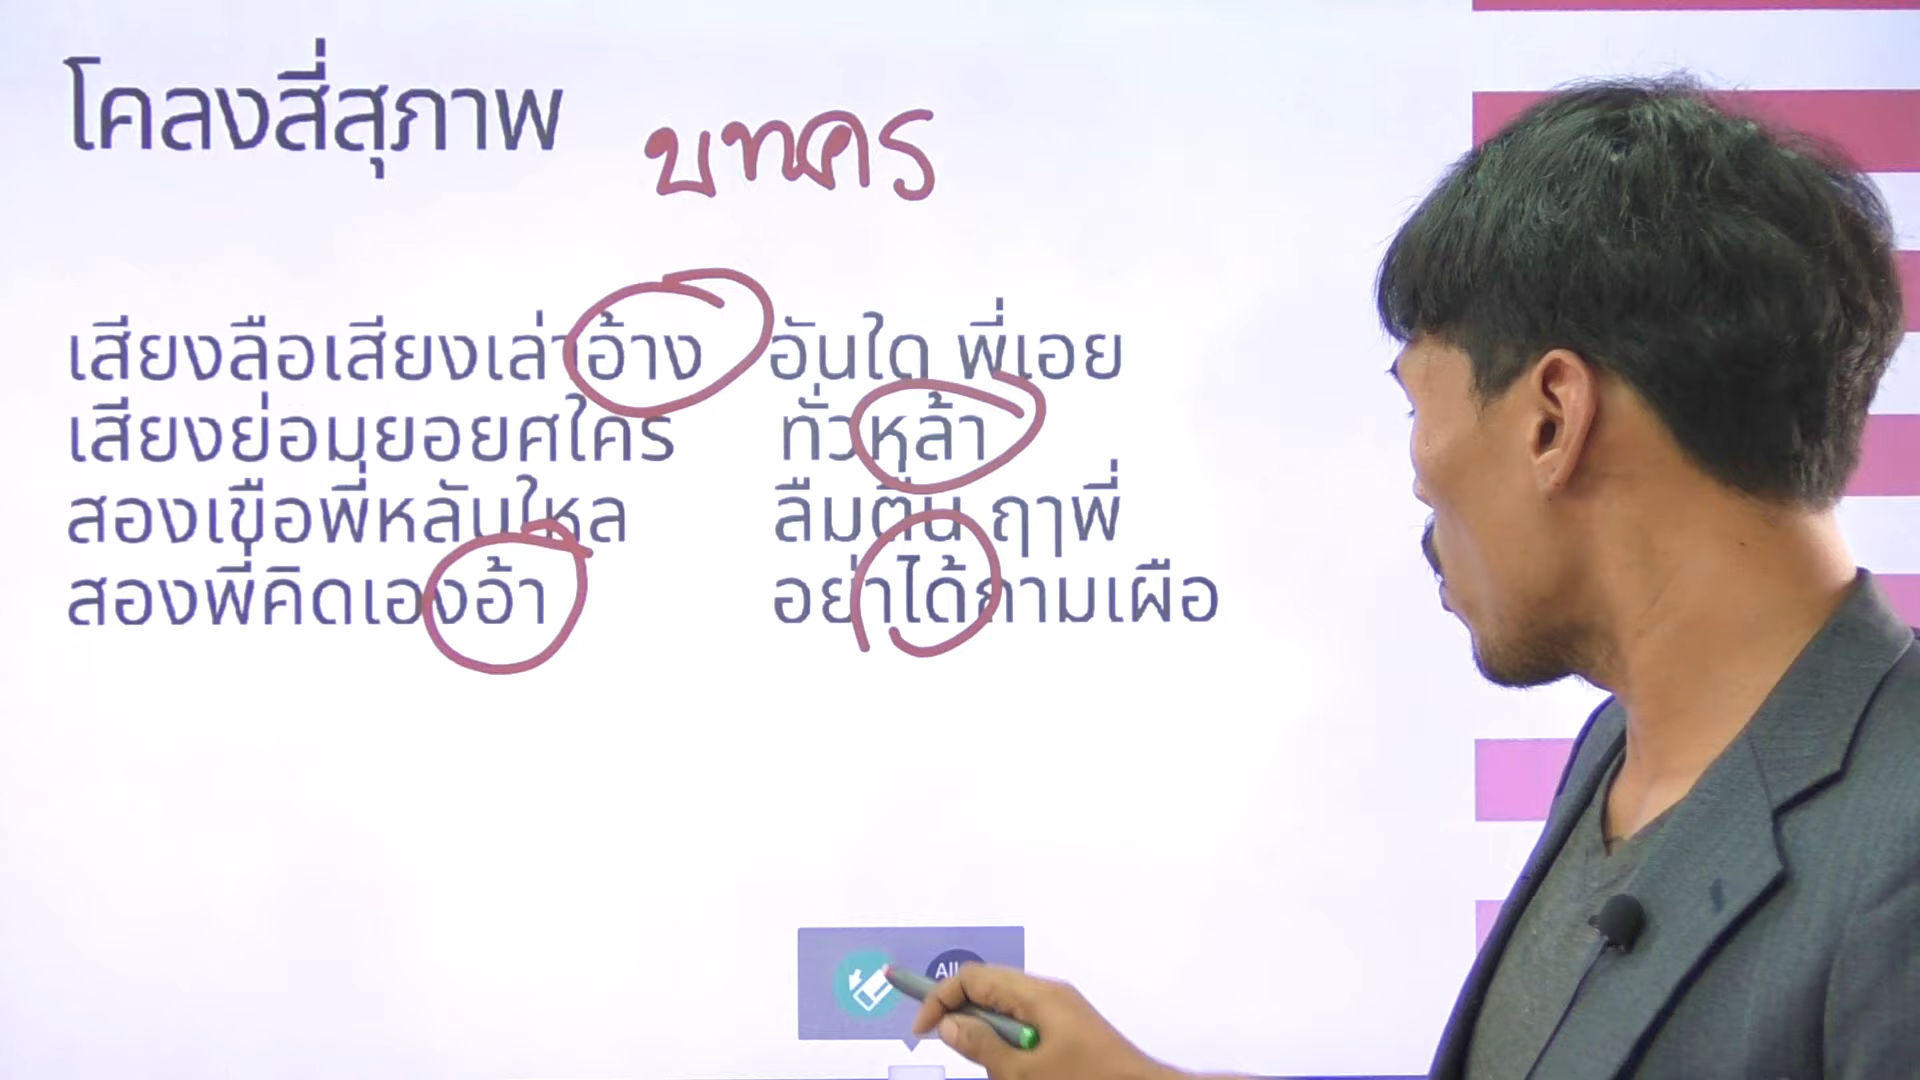 โคลงสี่สุภาพ บทคร
เสียงลือเสียงเล่าอ้าง อันใด พี่เอย
เสียงย่อมยอยศใคร ทั่วหล้า
สองเขือพี่หลับใหล ลืมตื่น ฤๅพี่
สองพี่คิดเองอ้า อย่าได้ถามเผือ
All